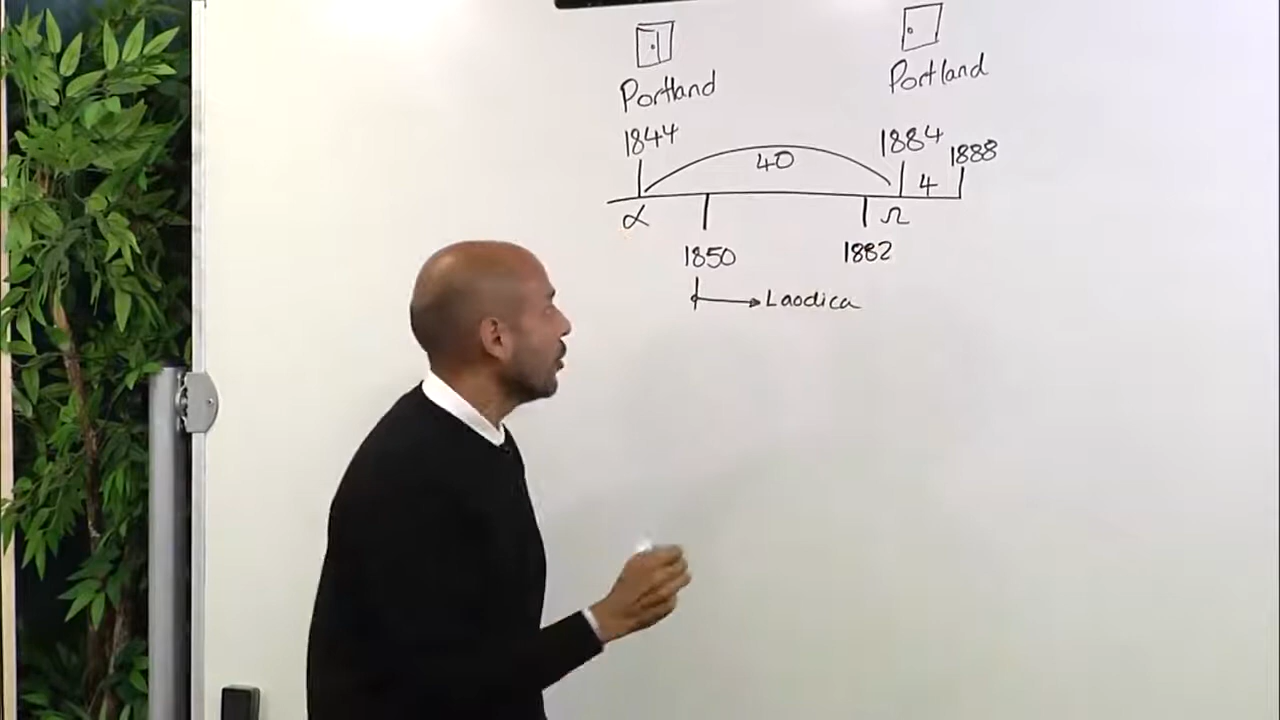 Portland Portland
1844 1884 1888
40 4
α Ω
1850 1882
Laodica